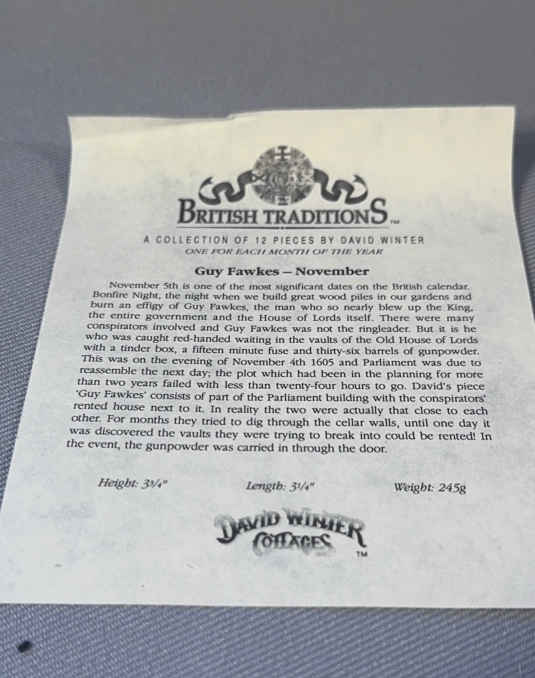 BRITISH TRADITIONS™
A COLLECTION OF 12 PIECES BY DAVID WINTER
ONE FOR EACH MONTH OF THE YEAR
Guy Fawkes – November
November 5th is one of the most significant dates on the British calendar.
Bonfire Night, the night when we build great wood piles in our gardens and
burn an effigy of Guy Fawkes, the man who so nearly blew up the King,
the entire government and the House of Lords itself. There were many
conspirators involved and Guy Fawkes was not the ringleader. But it is he
who was caught red-handed waiting in the vaults of the Old House of Lords
with a tinder box, a fifteen minute fuse and thirty-six barrels of gunpowder.
This was on the evening of November 4th 1605 and Parliament was due to
reassemble the next day; the plot which had been in the planning for more
than two years failed with less than twenty-four hours to go. David's piece
'Guy Fawkes' consists of part of the Parliament building with the conspirators'
rented house next to it. In reality the two were actually that close to each
other. For months they tried to dig through the cellar walls, until one day it
was discovered the vaults they were trying to break into could be rented! In
the event, the gunpowder was carried in through the door.
Height: 3¾" Length: 3¼" Weight: 245g
DAVID WINTER
COTTAGES
™